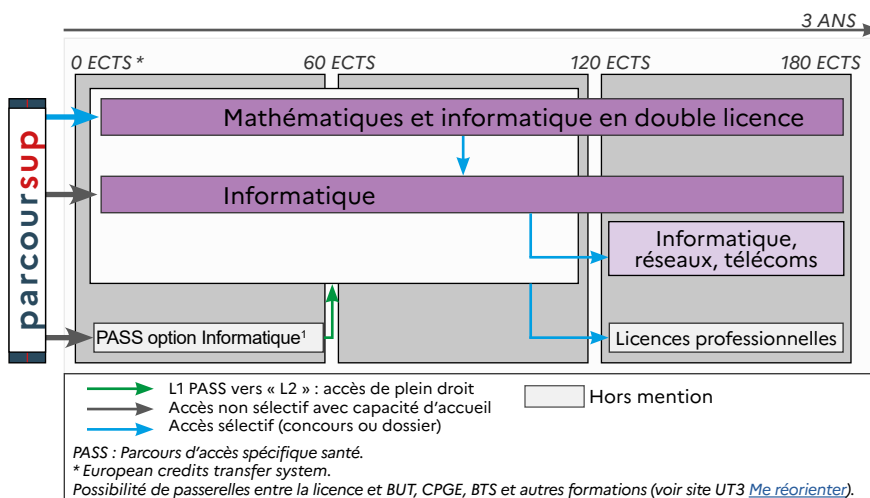 3 ANS
0 ECTS *
60 ECTS
120 ECTS
180 ECTS
parcoursup
Mathématiques et informatique en double licence
Informatique
Informatique,
réseaux, télécoms
PASS option Informatique¹
Licences professionnelles
L1 PASS vers « L2 » : accès de plein droit
Accès non sélectif avec capacité d'accueil
Accès sélectif (concours ou dossier)
Hors mention
PASS : Parcours d'accès spécifique santé.
* European credits transfer system.
Possibilité de passerelles entre la licence et BUT, CPGE, BTS et autres formations (voir site UT3 Me réorienter).